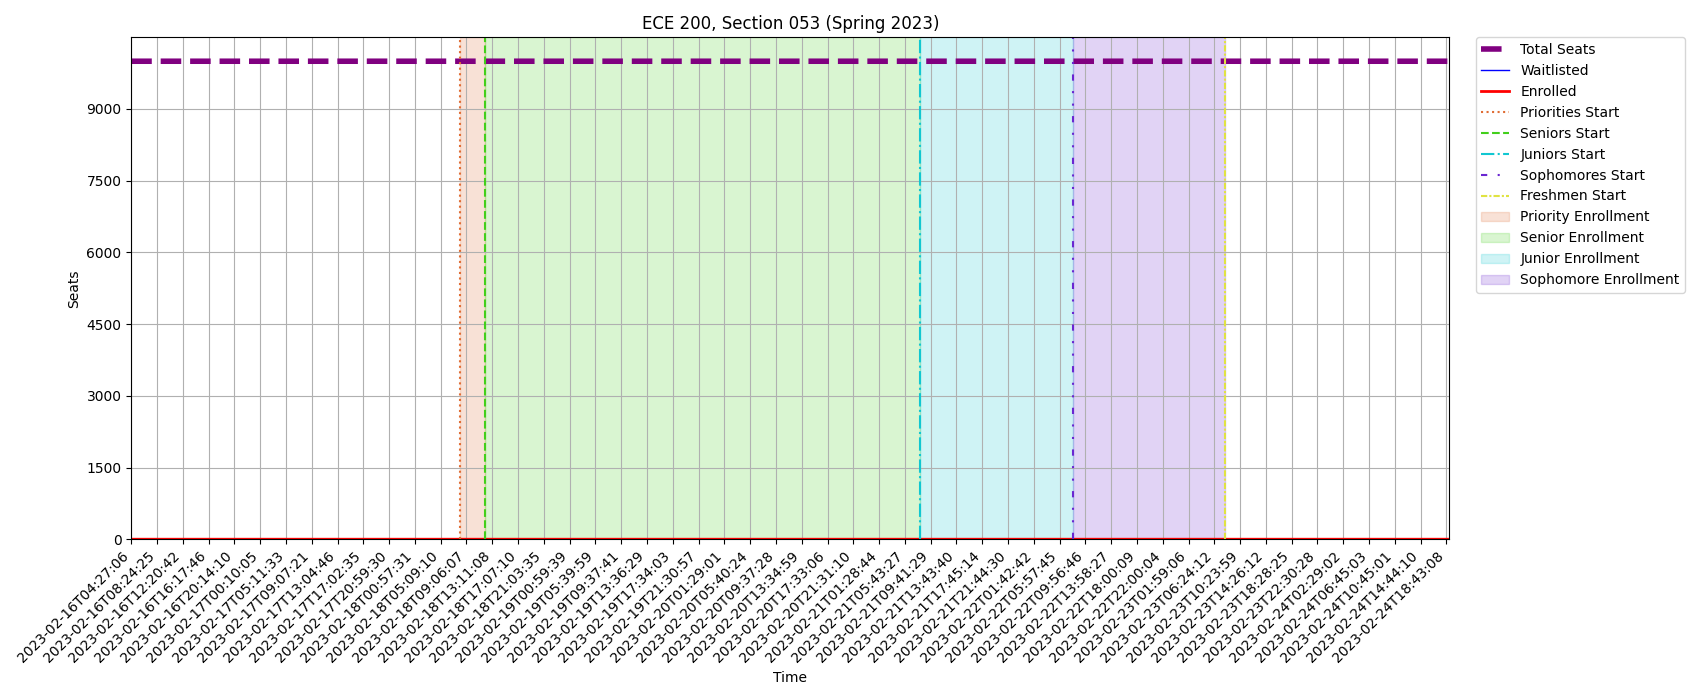 ECE 200, Section 053 (Spring 2023)
Total Seats
Waitlisted
Enrolled
Priorities Start
Seniors Start
Juniors Start
Sophomores Start
Freshmen Start
Priority Enrollment
Senior Enrollment
Junior Enrollment
Sophomore Enrollment
Seats
9000
7500
6000
4500
3000
1500
0
2023-02-16T04:27:06
2023-02-16T08:24:25
2023-02-16T12:20:42
2023-02-16T16:17:46
2023-02-16T20:14:10
2023-02-17T00:10:05
2023-02-17T05:11:33
2023-02-17T09:07:21
2023-02-17T13:04:46
2023-02-17T17:02:35
2023-02-17T20:59:30
2023-02-18T00:57:31
2023-02-18T05:09:10
2023-02-18T09:06:07
2023-02-18T13:11:08
2023-02-18T17:07:10
2023-02-18T21:03:35
2023-02-19T00:59:39
2023-02-19T05:39:59
2023-02-19T09:37:41
2023-02-19T13:36:29
2023-02-19T17:34:03
2023-02-19T21:30:57
2023-02-20T01:29:01
2023-02-20T05:40:24
2023-02-20T09:37:28
2023-02-20T13:34:59
2023-02-20T17:33:06
2023-02-20T21:31:10
2023-02-21T01:28:44
2023-02-21T05:43:27
2023-02-21T09:41:29
2023-02-21T13:43:40
2023-02-21T17:45:14
2023-02-21T21:44:30
2023-02-22T01:42:42
2023-02-22T05:57:45
2023-02-22T09:56:46
2023-02-22T13:58:27
2023-02-22T18:00:09
2023-02-22T22:00:04
2023-02-23T01:59:06
2023-02-23T06:24:12
2023-02-23T10:23:59
2023-02-23T14:26:12
2023-02-23T18:28:25
2023-02-23T22:30:28
2023-02-24T02:29:02
2023-02-24T06:45:03
2023-02-24T10:45:01
2023-02-24T14:44:10
2023-02-24T18:43:08
Time